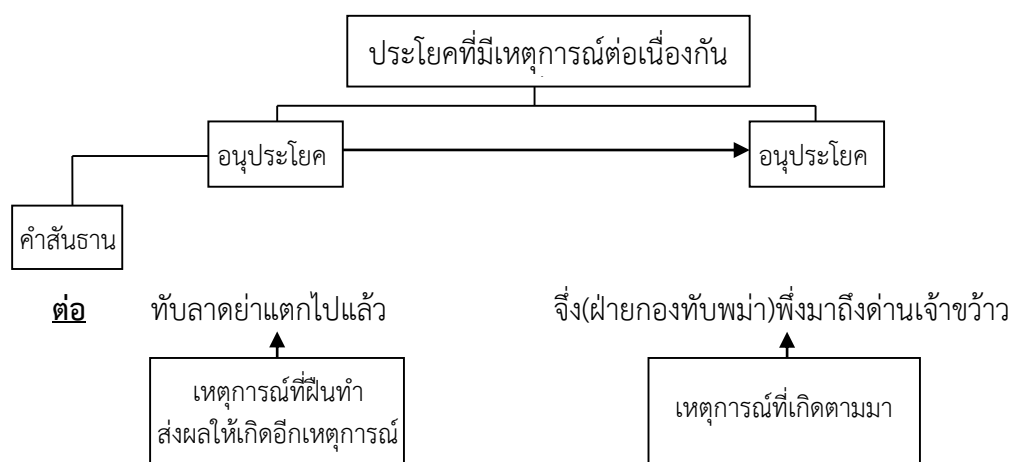 ประโยคที่มีเหตุการณ์ต่อเนื่องกัน
อนุประโยค
อนุประโยค
คำสันธาน
ต่อ ทับลาดย่าแตกไปแล้ว จึ่ง(ฝ่ายกองทับพม่า)พึ่งมาถึงด่านเจ้าขว้าว
เหตุการณ์ที่ฝืนทำ
ส่งผลให้เกิดอีกเหตุการณ์
เหตุการณ์ที่เกิดตามมา